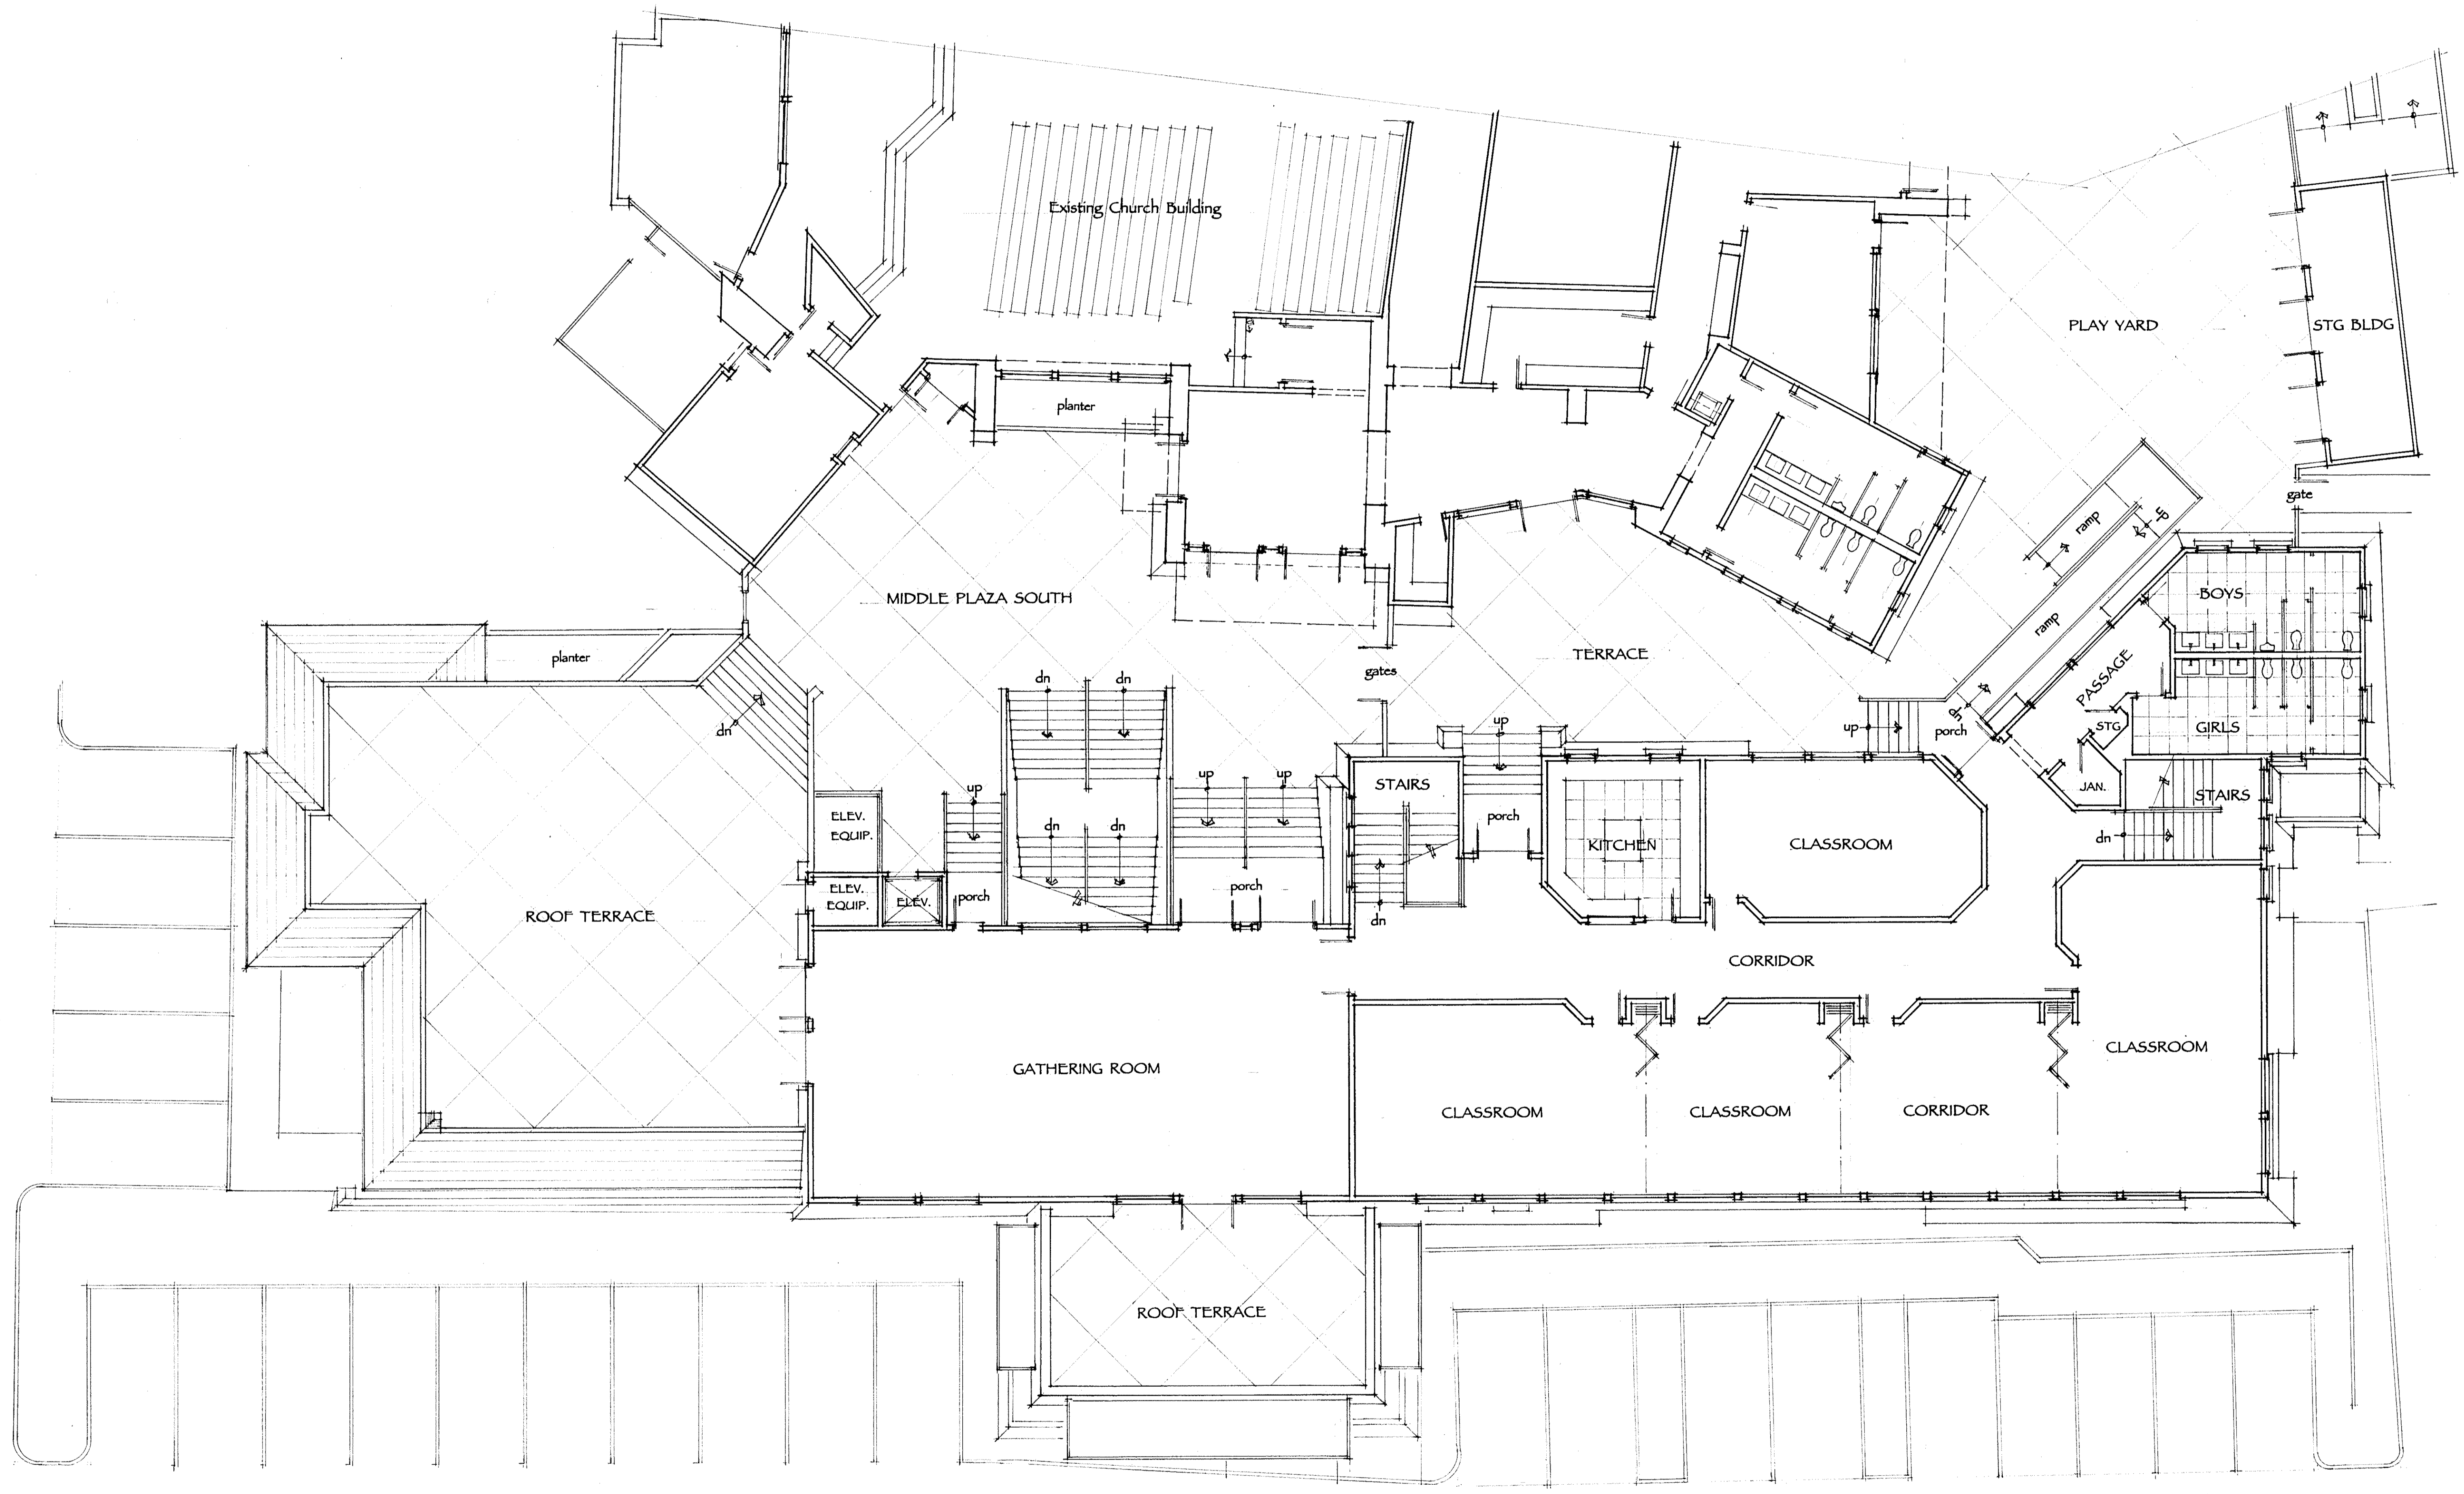 Existing Church Building
PLAY YARD
STG BLDG
planter
gate
ramp
up
BOYS
MIDDLE PLAZA SOUTH
ramp
TERRACE
planter
gates
PASSAGE
dn
dn
dn
dn
up
up
porch
STG
GIRLS
up
up
up
up
STAIRS
JAN.
STAIRS
ELEV.
EQUIP.
porch
dn
dn
KITCHEN
CLASSROOM
dn
ELEV.
EQUIP.
ELEV.
porch
porch
ROOF TERRACE
dn
CORRIDOR
GATHERING ROOM
CLASSROOM
CLASSROOM
CLASSROOM
CORRIDOR
ROOF TERRACE